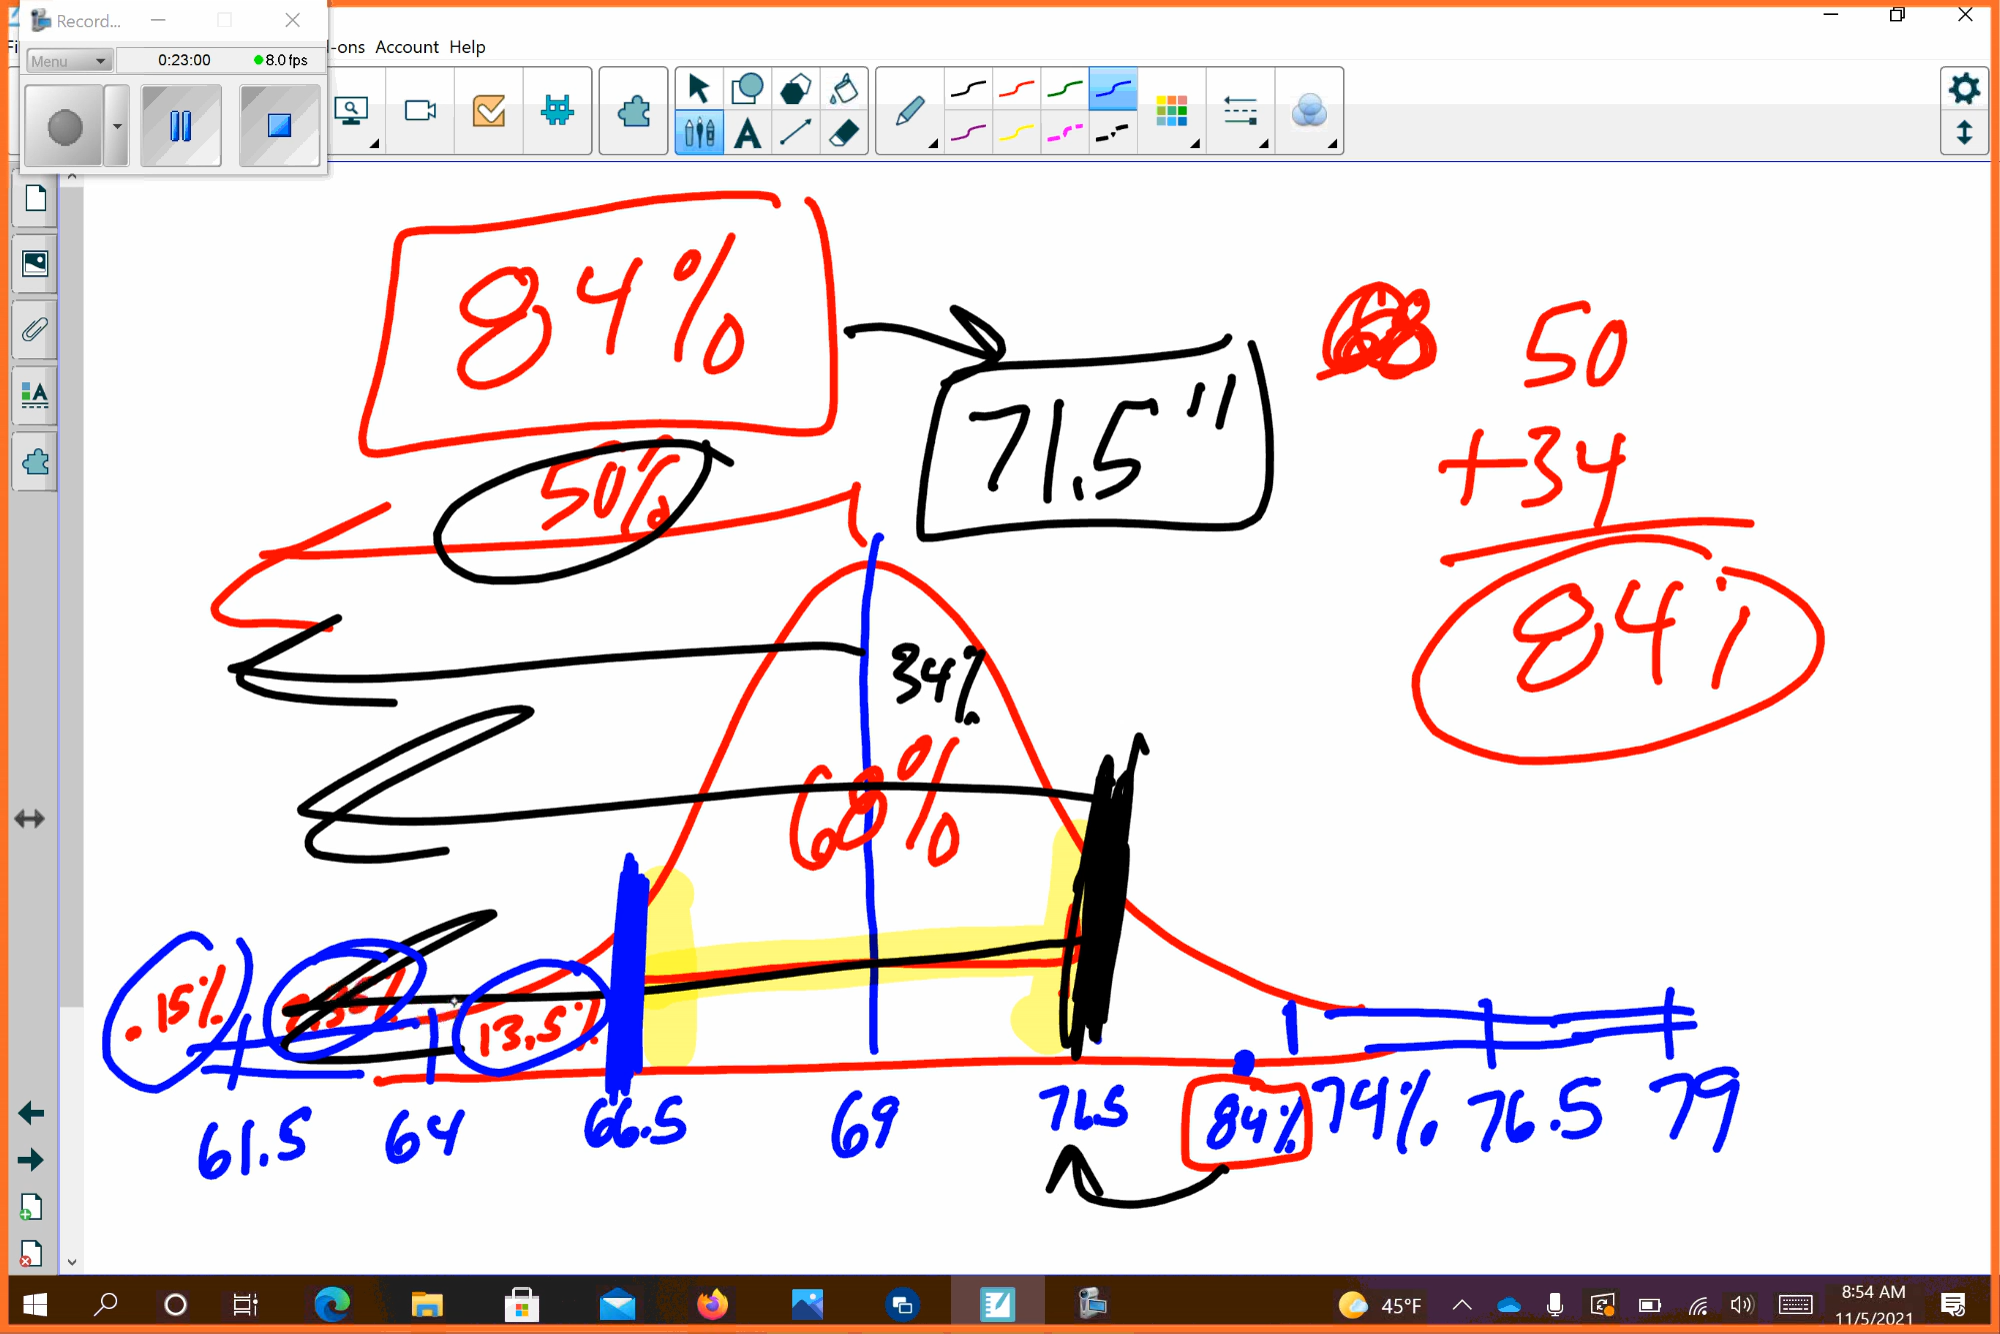 Record...
Menu 0:23:00 8.0 fps
-ons Account Help
84%
71.5"
50
+34
84%
50%
34%
68%
.15%
13.5%
61.5 64 66.5 69 71.5 84% 74%. 76.5 79
45°F
8:54 AM
11/5/2021